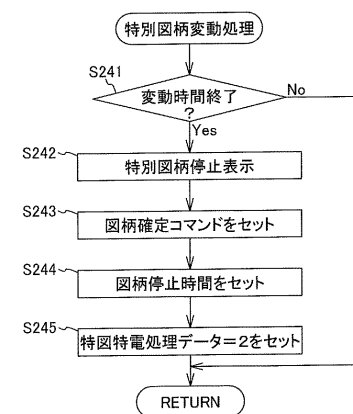 特別図柄変動処理
S241
変動時間終了
?
No
Yes
S242
特別図柄停止表示
S243
図柄確定コマンドをセット
S244
図柄停止時間をセット
S245
特図特電処理データ=2をセット
RETURN